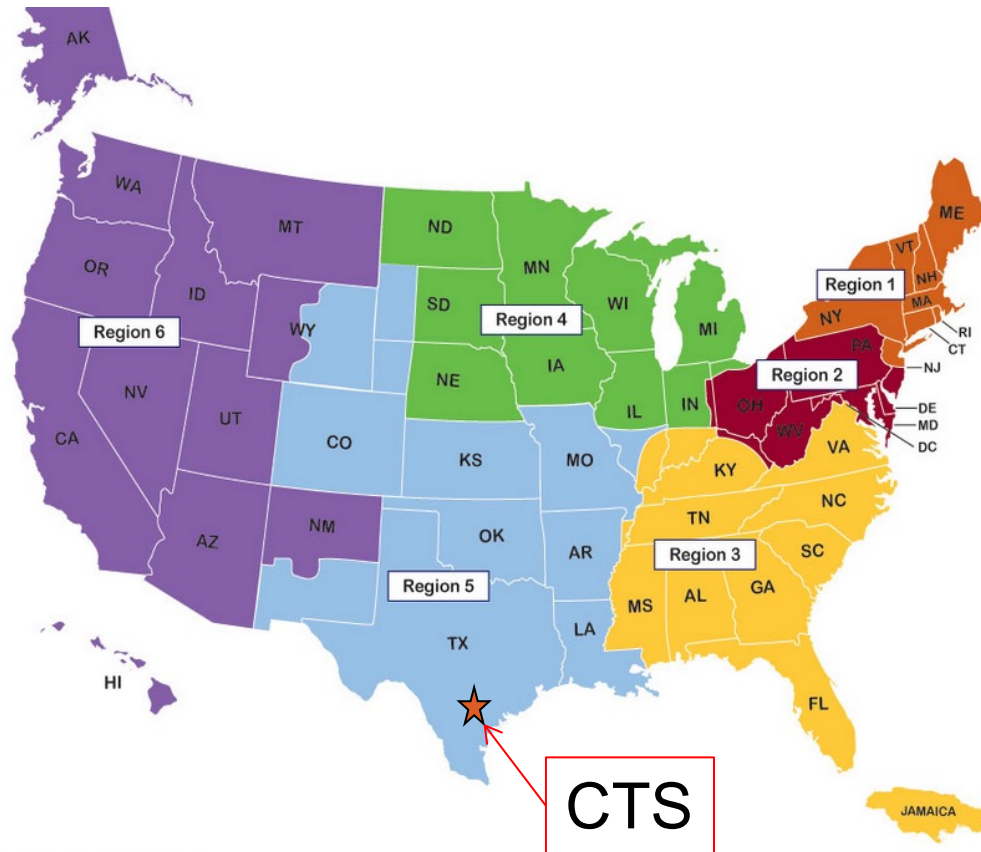 AK
WA
MT
ND
ME
OR
ID
MN
VT
NH
Region 1
MA
SD
WI
Region 4
NY
RI
Region 6
WY
MI
CT
PA
NJ
NE
IA
Region 2
NV
UT
IL
IN
OH
DE
CA
CO
WV
MD
DC
KS
MO
VA
KY
NC
TN
NM
OK
AZ
AR
Region 3
SC
Region 5
MS
AL
GA
TX
LA
HI
FL
CTS
JAMAICA